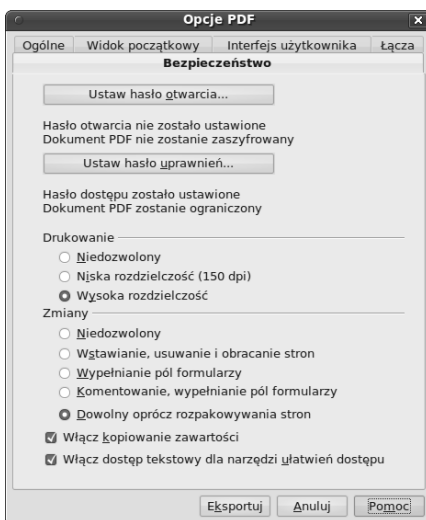 Opcje PDF
Ogólne Widok początkowy Interfejs użytkownika Łącza
Bezpieczeństwo
Ustaw hasło otwarcia...
Hasło otwarcia nie zostało ustawione
Dokument PDF nie zostanie zaszyfrowany
Ustaw hasło uprawnień...
Hasło dostępu zostało ustawione
Dokument PDF zostanie ograniczony
Drukowanie
Niedozwolony
Niska rozdzielczość (150 dpi)
Wysoka rozdzielczość
Zmiany
Niedozwolony
Wstawianie, usuwanie i obracanie stron
Wypełnianie pól formularzy
Komentowanie, wypełnianie pól formularzy
Dowolny oprócz rozpakowywania stron
Włącz kopiowanie zawartości
Włącz dostęp tekstowy dla narzędzi ułatwień dostępu
Eksportuj Anuluj Pomoc